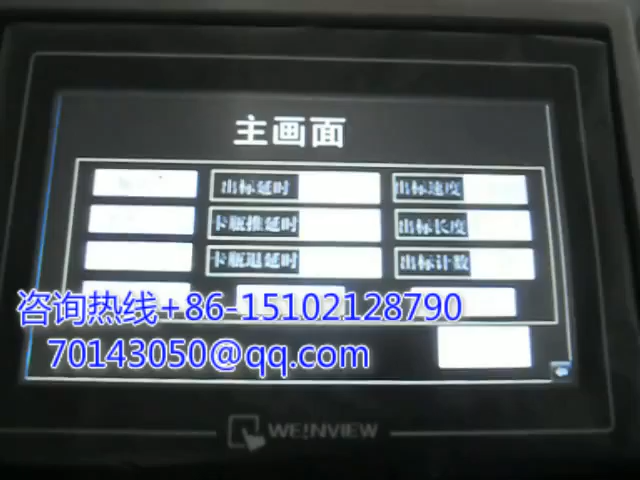 主画面
出标延时 出标速度
卡瓶推延时 出标长度
卡瓶退延时 出标计数
咨询热线+86-15102128790
70143050@qq.com
WE!NVIEW